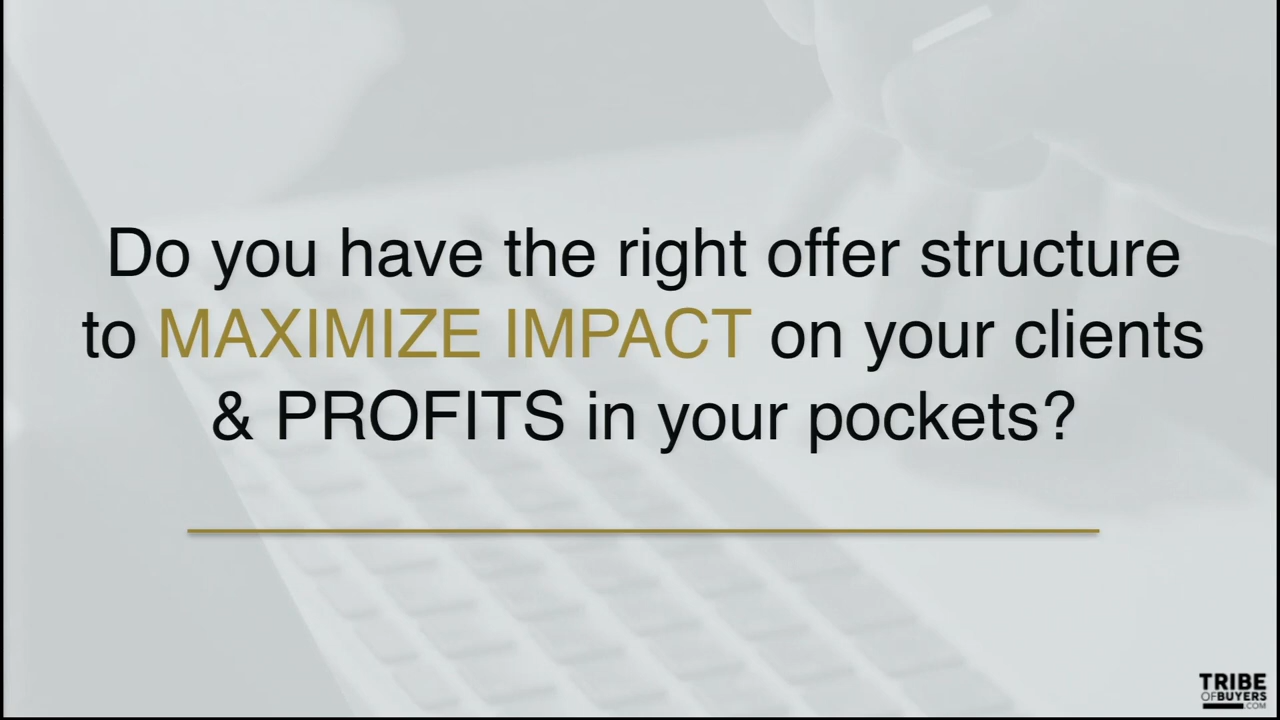 Do you have the right offer structure
to MAXIMIZE IMPACT on your clients
& PROFITS in your pockets?
TRIBE
OFBUYERS
.COM